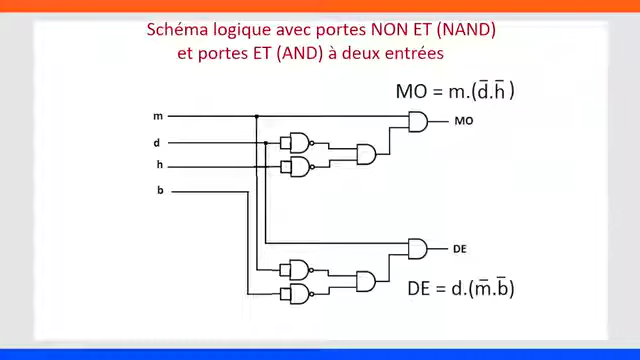 Schéma logique avec portes NON ET (NAND)
et portes ET (AND) à deux entrées
MO = m.(d̅.h̅)
m
MO
d
h
b
DE
DE = d.(m̅.b̅)